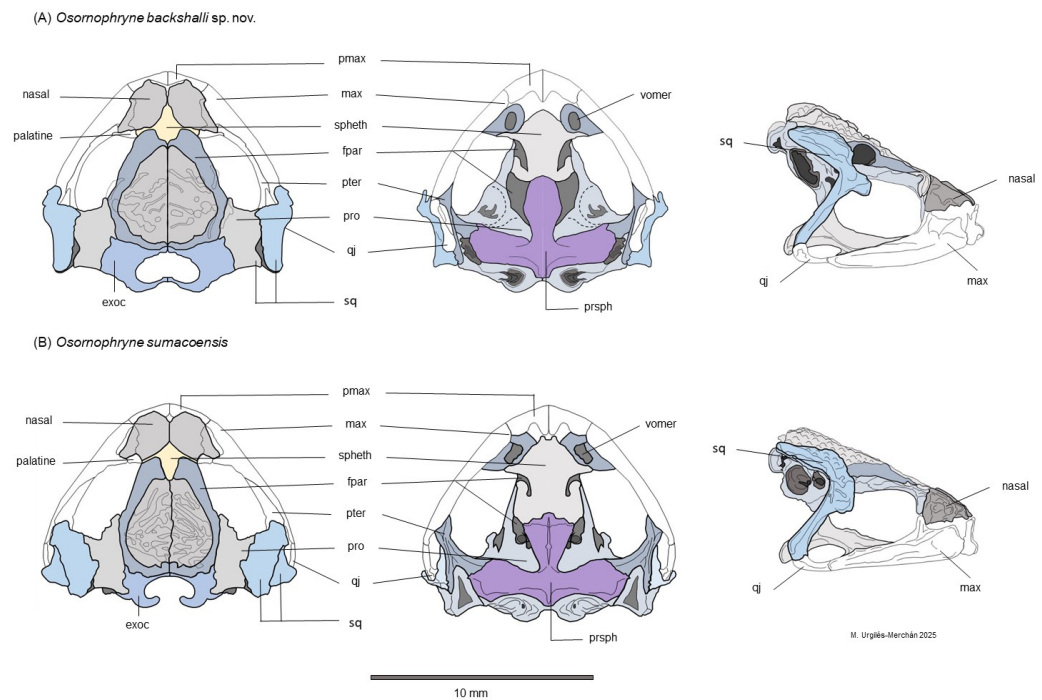 (A) Osornophryne backshalli sp. nov.
pmax
nasal
max
vomer
palatine
spheth
fpar
sq
pter
nasal
pro
qj
exoc
sq
prsph
qj
max
(B) Osornophryne sumacoensis
pmax
nasal
max
vomer
palatine
spheth
sq
fpar
nasal
pter
pro
qj
exoc
sq
prsph
qj
max
M. Urgilés-Merchán 2025
10 mm